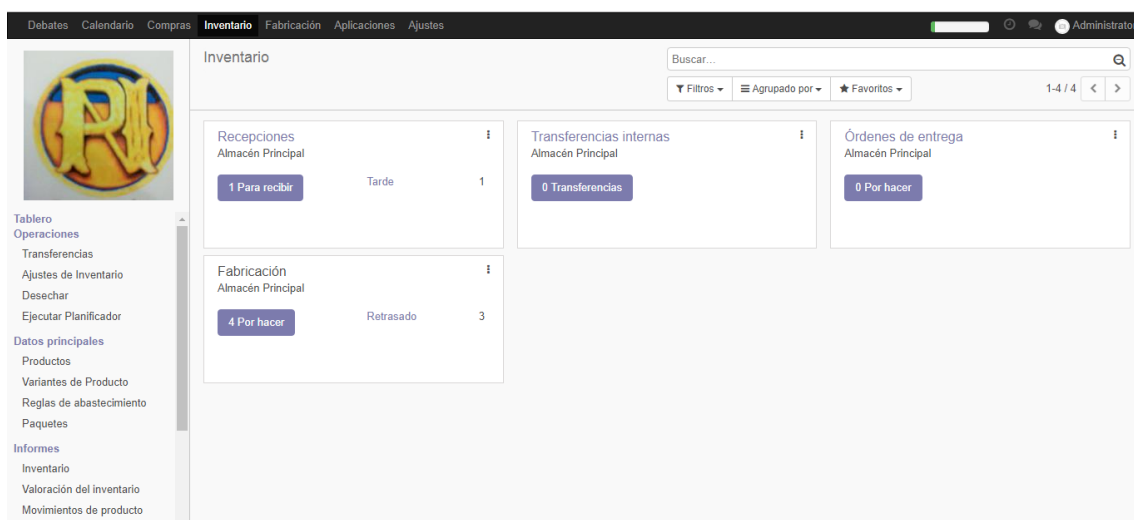 Debates Calendario Compras Inventario Fabricación Aplicaciones Ajustes Administrator
Inventario
Buscar...
Filtros Agrupado por Favoritos 1-4 / 4
RN
Recepciones
Almacén Principal
1 Para recibir Tarde 1
Transferencias internas
Almacén Principal
0 Transferencias
Órdenes de entrega
Almacén Principal
0 Por hacer
Fabricación
Almacén Principal
4 Por hacer Retrasado 3
Tablero
Operaciones
Transferencias
Ajustes de Inventario
Desechar
Ejecutar Planificador
Datos principales
Productos
Variantes de Producto
Reglas de abastecimiento
Paquetes
Informes
Inventario
Valoración del inventario
Movimientos de producto